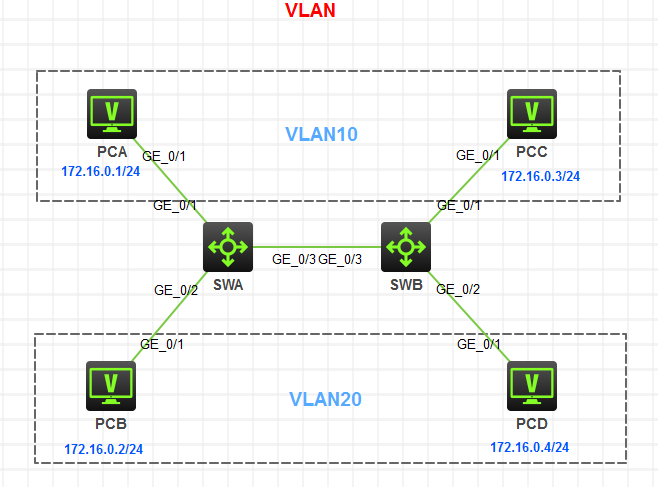 VLAN
VLAN10
PCA
172.16.0.1/24
GE_0/1
GE_0/1
PCC
172.16.0.3/24
GE_0/1
GE_0/1
SWA
GE_0/3 GE_0/3
SWB
GE_0/2
GE_0/1
GE_0/2
GE_0/1
VLAN20
PCB
172.16.0.2/24
PCD
172.16.0.4/24